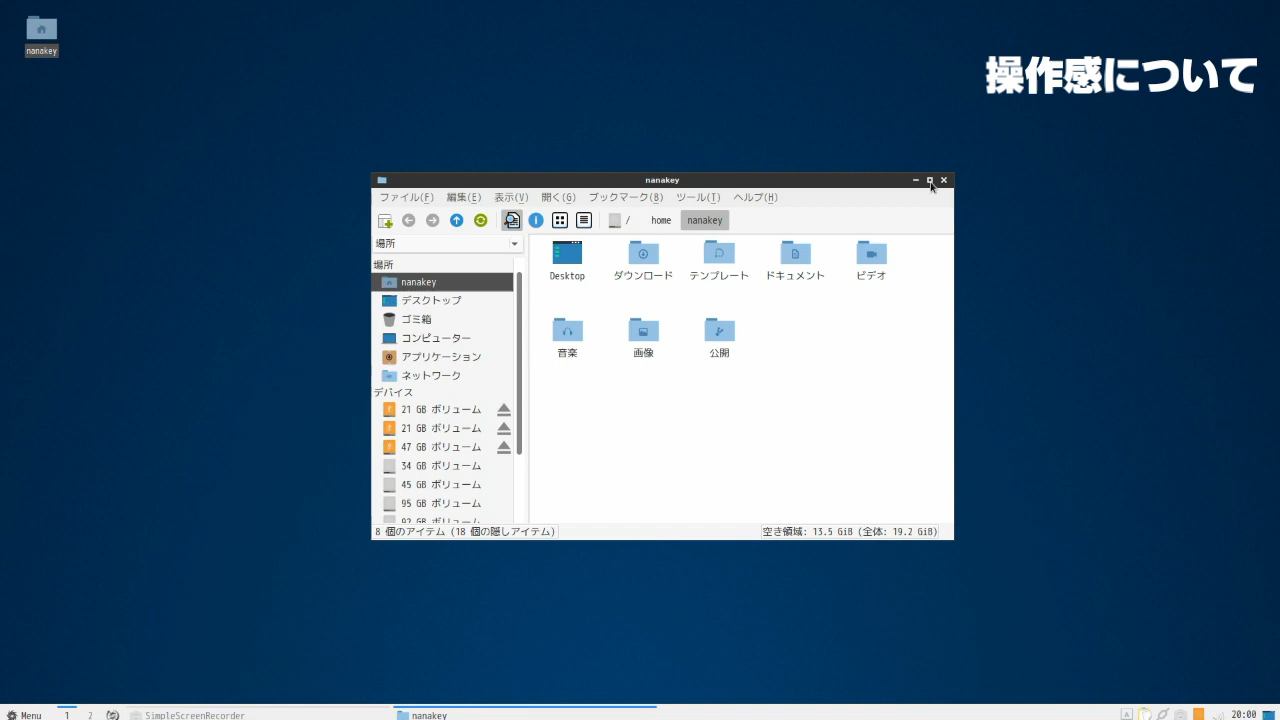 nanakey
操作感について
nanakey
ファイル(F) 編集(E) 表示(V) 開く(G) ブックマーク(B) ツール(T) ヘルプ(H)
/ home nanakey
場所
場所
nanakey
デスクトップ
ゴミ箱
コンピューター
アプリケーション
ネットワーク
デバイス
21 GB ボリューム
21 GB ボリューム
47 GB ボリューム
34 GB ボリューム
45 GB ボリューム
95 GB ボリューム
92 GB ボリューム
Desktop ダウンロード テンプレート ドキュメント ビデオ
音楽 画像 公開
8 個のアイテム (18 個の隠しアイテム) 空き領域: 13.5 GiB (全体: 19.2 GiB)
Menu 1 2 SimpleScreenRecorder nanakey 20:00